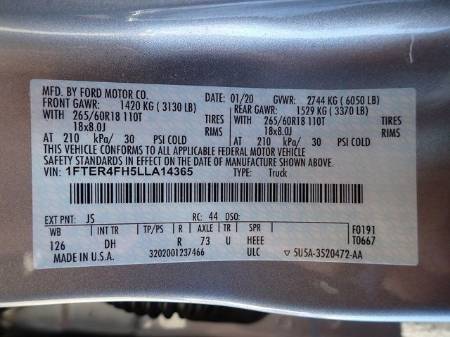 MFD. BY FORD MOTOR CO.
DATE: 01/20 GVWR: 2744 KG (6050 LB)
FRONT GAWR: 1420 KG (3130 LB) REAR GAWR: 1529 KG (3370 LB)
WITH 265/60R18 110T TIRES WITH 265/60R18 110T TIRES
18x8.0J RIMS 18x8.0J RIMS
AT 210 kPa/ 30 PSI COLD AT 210 kPa/ 30 PSI COLD
THIS VEHICLE CONFORMS TO ALL APPLICABLE FEDERAL MOTOR VEHICLE
SAFETY AND THEFT PREVENTION STANDARDS IN EFFECT ON THE DATE OF MANUFACTURE SHOWN ABOVE.
VIN: 1FTER4FH5LLA14365 TYPE: Truck
EXT PNT: JS RC: 44 DSO:
WB TP/PS R AXLE TR SPR F0191
126 DH R 73 U HEEE T0667
MADE IN U.S.A. 3202001237466 ULC 5U5A-3520472-AA